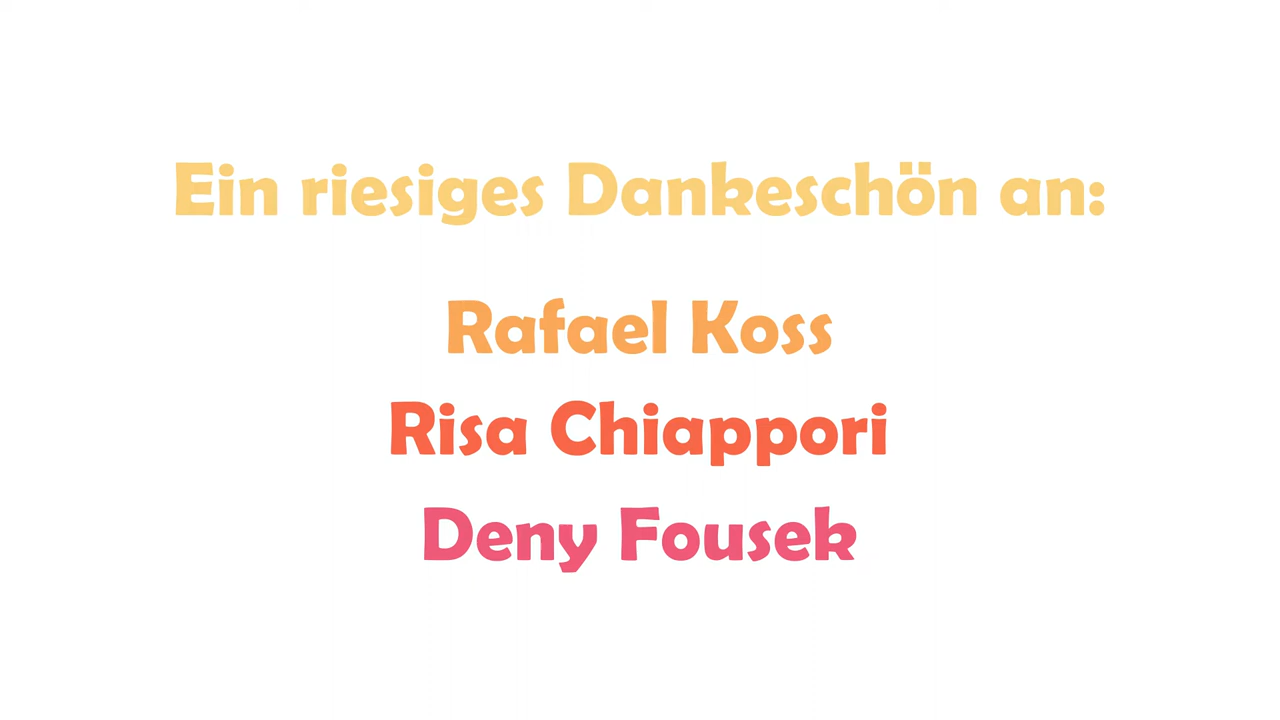 Ein riesiges Dankeschön an:
Rafael Koss
Risa Chiappori
Deny Fousek